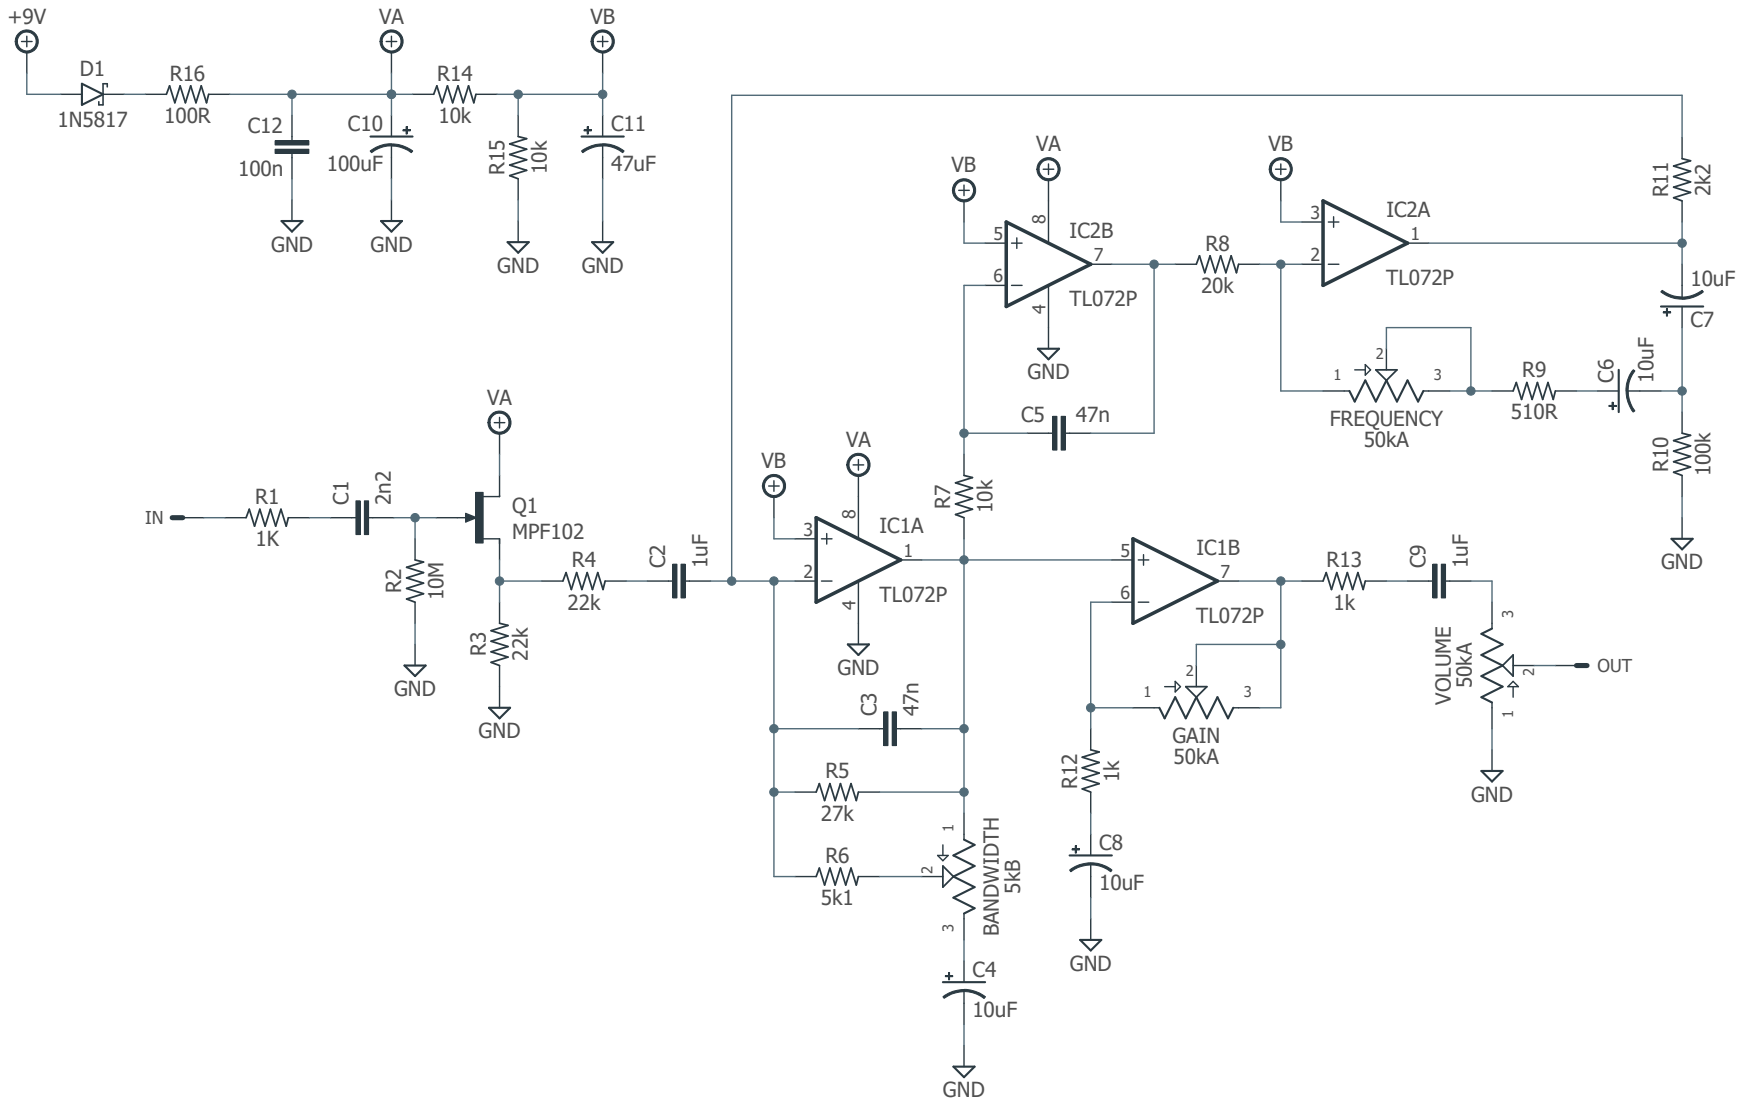 +9V
VA
VB
D1
1N5817
R16
100R
R14
10k
C12
100n
C10
+
100uF
R15
10k
+
C11
47uF
GND
GND
GND
GND
VB
VA
VB
IC2B
TL072P
5
+
6
-
8
4
7
GND
R8
20k
IC2A
TL072P
3
+
2
-
1
R11
2k2
10uF
+
C7
1
2
3
FREQUENCY
50kA
R9
510R
C6
10uF
+
R10
100k
GND
C5
47n
R7
10k
VA
IN
R1
1K
C1
2n2
Q1
MPF102
R2
10M
GND
R3
22k
GND
R4
22k
C2
1uF
VB
VA
IC1A
TL072P
3
+
2
-
8
4
1
GND
C3
47n
R5
27k
R6
5k1
1
2
3
BANDWIDTH
5kB
+
C4
10uF
GND
IC1B
TL072P
5
+
6
-
7
1
2
3
GAIN
50kA
R12
1k
+
C8
10uF
GND
R13
1k
C9
1uF
VOLUME
50kA
3
2
1
OUT
GND